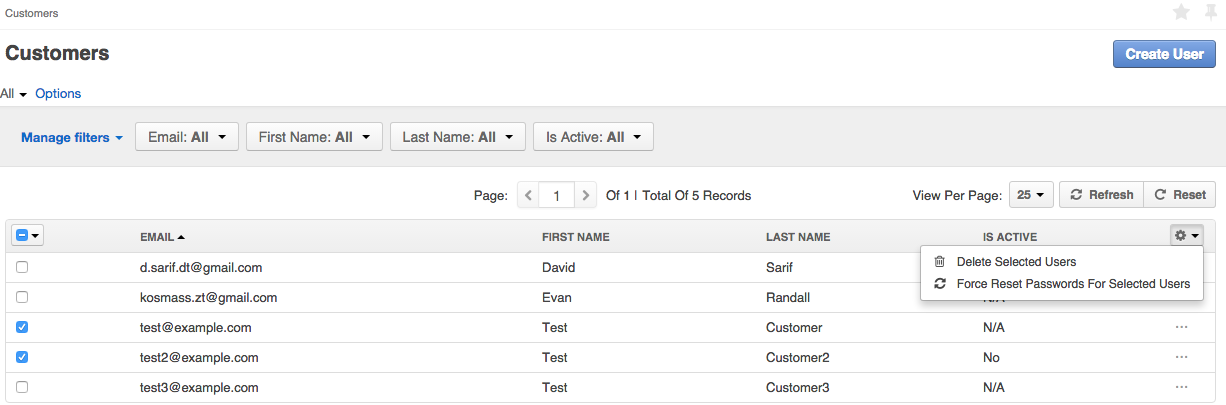 Customers
Customers
Create User
All Options
Manage filters Email: All First Name: All Last Name: All Is Active: All
Page: 1 Of 1 | Total Of 5 Records View Per Page: 25 Refresh Reset
EMAIL FIRST NAME LAST NAME IS ACTIVE
Delete Selected Users
Force Reset Passwords For Selected Users
d.sarif.dt@gmail.com David Sarif
kosmass.zt@gmail.com Evan Randall N/A
test@example.com Test Customer N/A ...
test2@example.com Test Customer2 No ...
test3@example.com Test Customer3 N/A ...